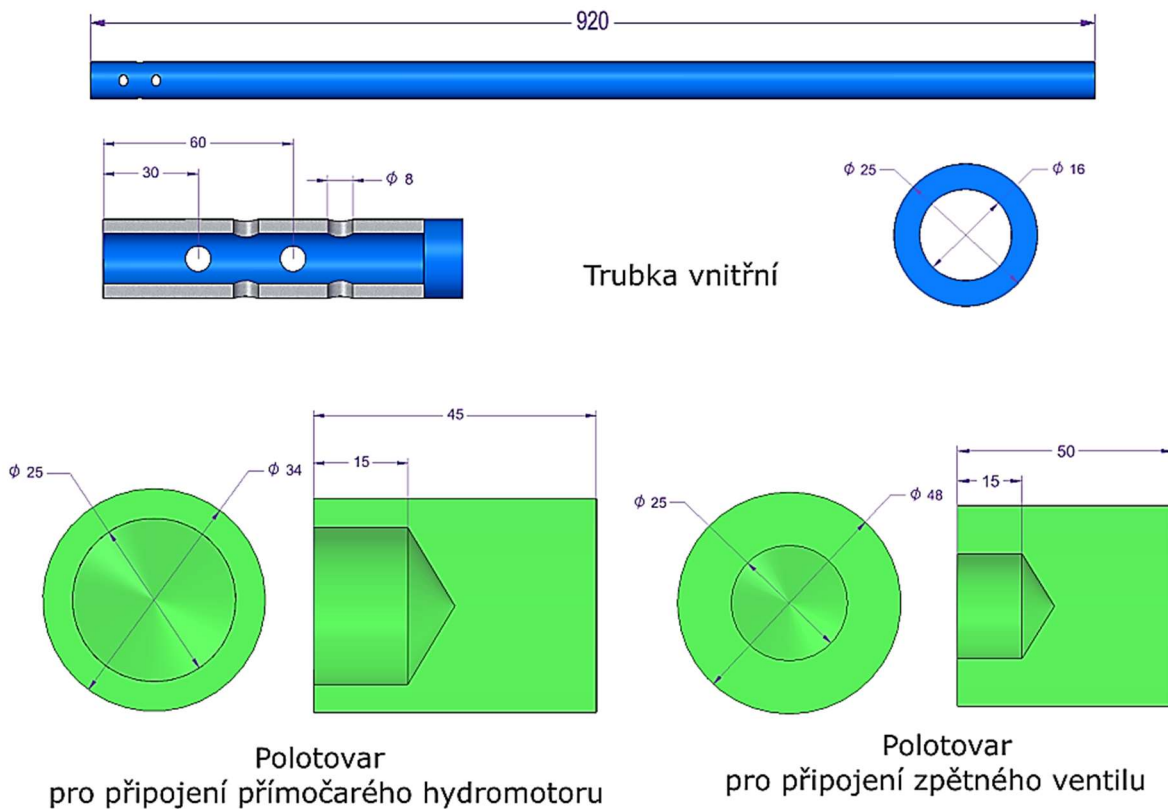 920
60
30
ϕ 8
ϕ 25
ϕ 16
Trubka vnitřní
45
15
ϕ 25
ϕ 34
50
15
ϕ 25
ϕ 48
Polotovar
pro připojení přímočarého hydromotoru
Polotovar
pro připojení zpětného ventilu